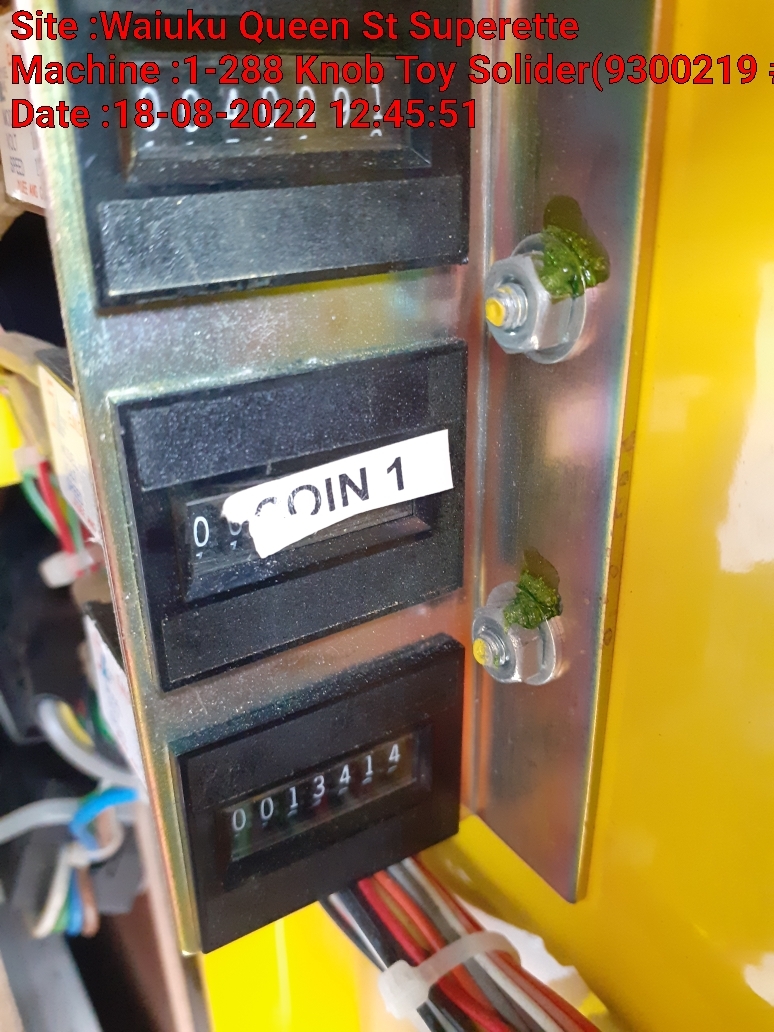 Site :Waiuku Queen St Superette
Machine :1-288 Knob Toy Solider(9300219
Date :18-08-2022 12:45:51
COIN 1
0013414